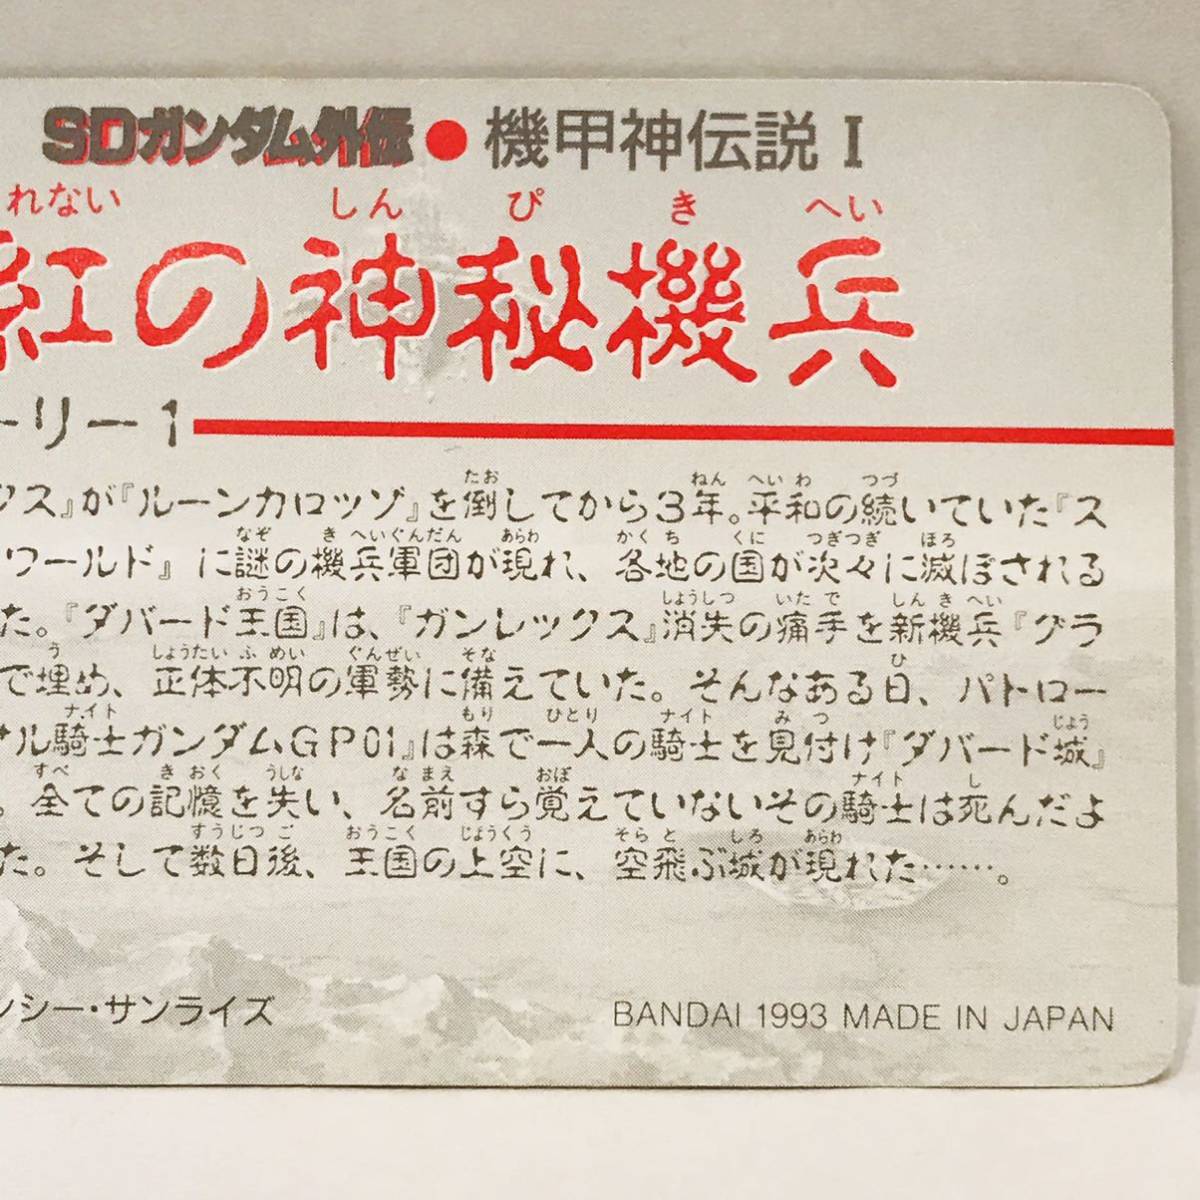 SDガンダム外伝●機甲神伝説 I
れない しん ぴ き へい
紅の神秘機兵
ーリー1
たお ねん へい わ つづ
クス』が『ルーンカロッゾ』を倒してから3年。平和の続いていた『ス
なぞ き へいぐんだん あらわ かく ち くに つぎつぎ ほろ
ワールド』に謎の機兵軍団が現れ、各地の国が次々に滅ぼされる
おうこく しょうしつ いた で しん き へい
た。『ダバード王国』は、『ガンレックス』消失の痛手を新機兵『グラ
う しょうたい ふ めい ぐんぜい そな ひ
で埋め、正体不明の軍勢に備えていた。そんなある日、パトロー
ナイト もり ひとり ナイト み つ じょう
ル騎士ガンダムGP01』は森で一人の騎士を見付け『ダバード城』
すべ き おく うしな な まえ おぼ ナイト し
。全ての記憶を失い、名前すら覚えていないその騎士は死んだよ
すうじつ ご おうこく じょうくう そら と しろ あらわ
た。そして数日後、王国の上空に、空飛ぶ城が現れた……。
ンシー・サンライズ
BANDAI 1993 MADE IN JAPAN